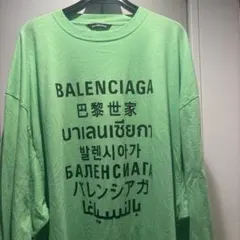 BALENCIAGA
巴黎世家
บาเลนเซียกา
발렌시아가
БАЛЕНСИАГА
バレンシアガ
بالنسياغا